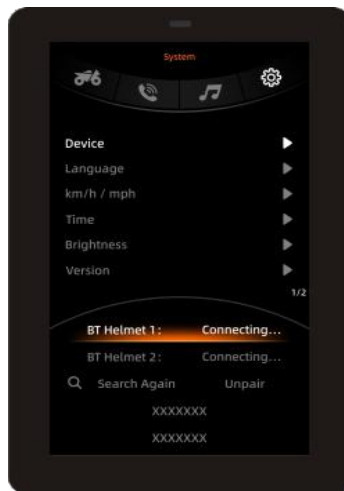 System
Device
Language
km/h / mph
Time
Brightness
Version
1/2
BT Helmet 1: Connecting...
BT Helmet 2: Connecting...
Search Again Unpair
XXXXXXX
XXXXXXX